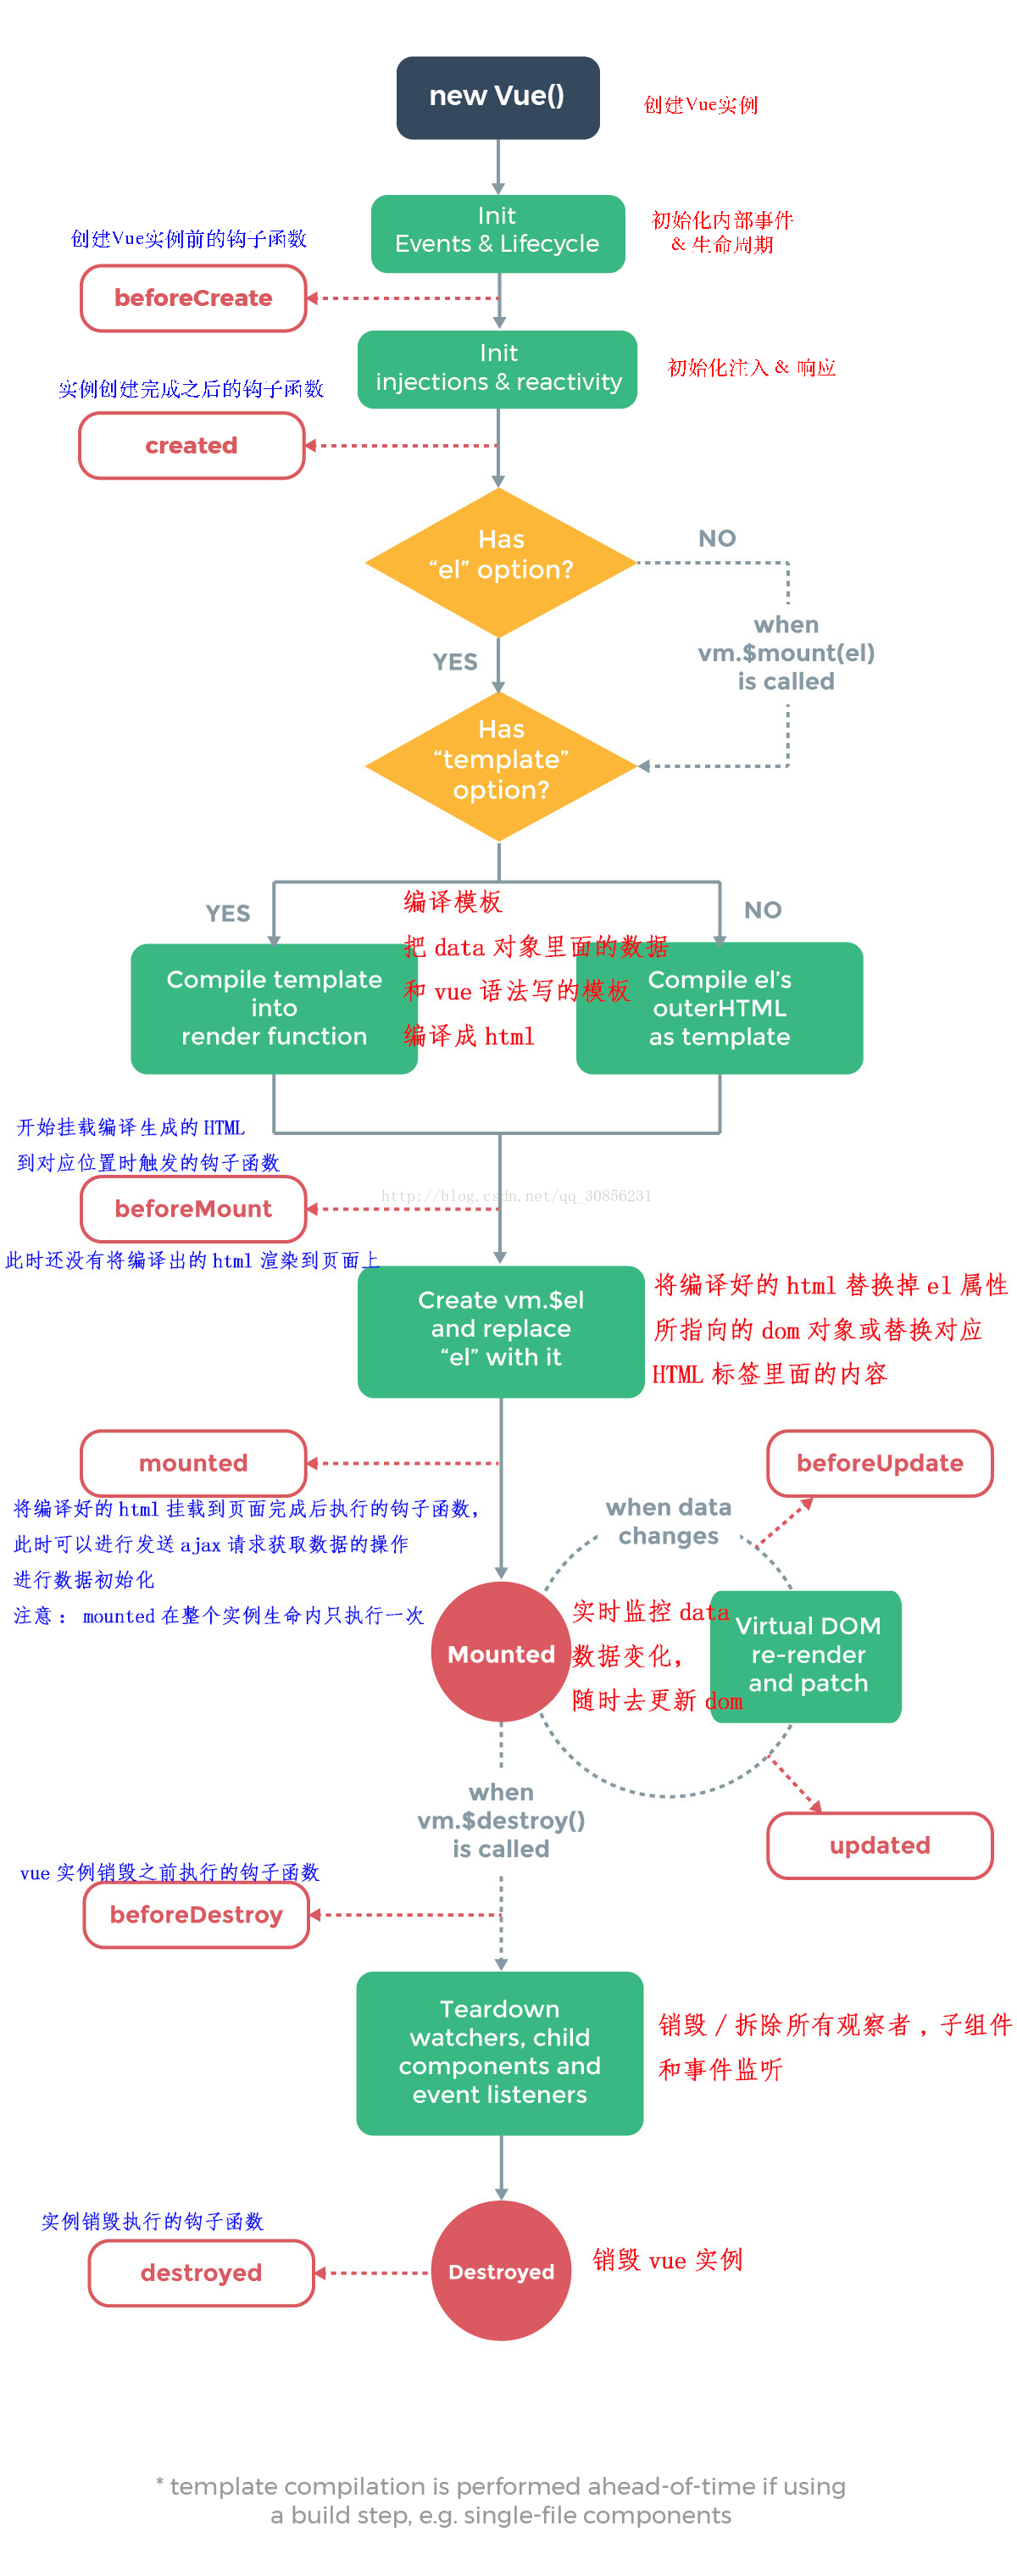 new Vue()
创建Vue实例
Init
Events & Lifecycle
初始化内部事件
& 生命周期
创建Vue实例前的钩子函数
beforeCreate
Init
injections & reactivity
初始化注入 & 响应
实例创建完成之后的钩子函数
created
Has
“el” option?
NO
when
vm.$mount(el)
is called
YES
Has
“template”
option?
YES
NO
编译模板
把 data 对象里面的数据
和 vue 语法写的模板
编译成 html
Compile template
into
render function
Compile el’s
outerHTML
as template
开始挂载编译生成的 HTML
到对应位置时触发的钩子函数
beforeMount
http://blog.csdn.net/qq_30856231
此时还没有将编译出的 html 渲染到页面上
Create vm.$el
and replace
“el” with it
将编译好的 html 替换掉 el 属性
所指向的 dom 对象或替换对应
HTML 标签里面的内容
mounted
beforeUpdate
将编译好的 html 挂载到页面完成后执行的钩子函数，
此时可以进行发送 ajax 请求获取数据的操作
进行数据初始化
注意： mounted 在整个实例生命内只执行一次
when data
changes
Mounted
实时监控 data
数据变化，
随时去更新 dom
Virtual DOM
re-render
and patch
when
vm.$destroy()
is called
updated
vue 实例销毁之前执行的钩子函数
beforeDestroy
Teardown
watchers, child
components and
event listeners
销毁 / 拆除所有观察者 , 子组件
和事件监听
实例销毁执行的钩子函数
destroyed
Destroyed
销毁 vue 实例
* template compilation is performed ahead-of-time if using
a build step, e.g. single-file components